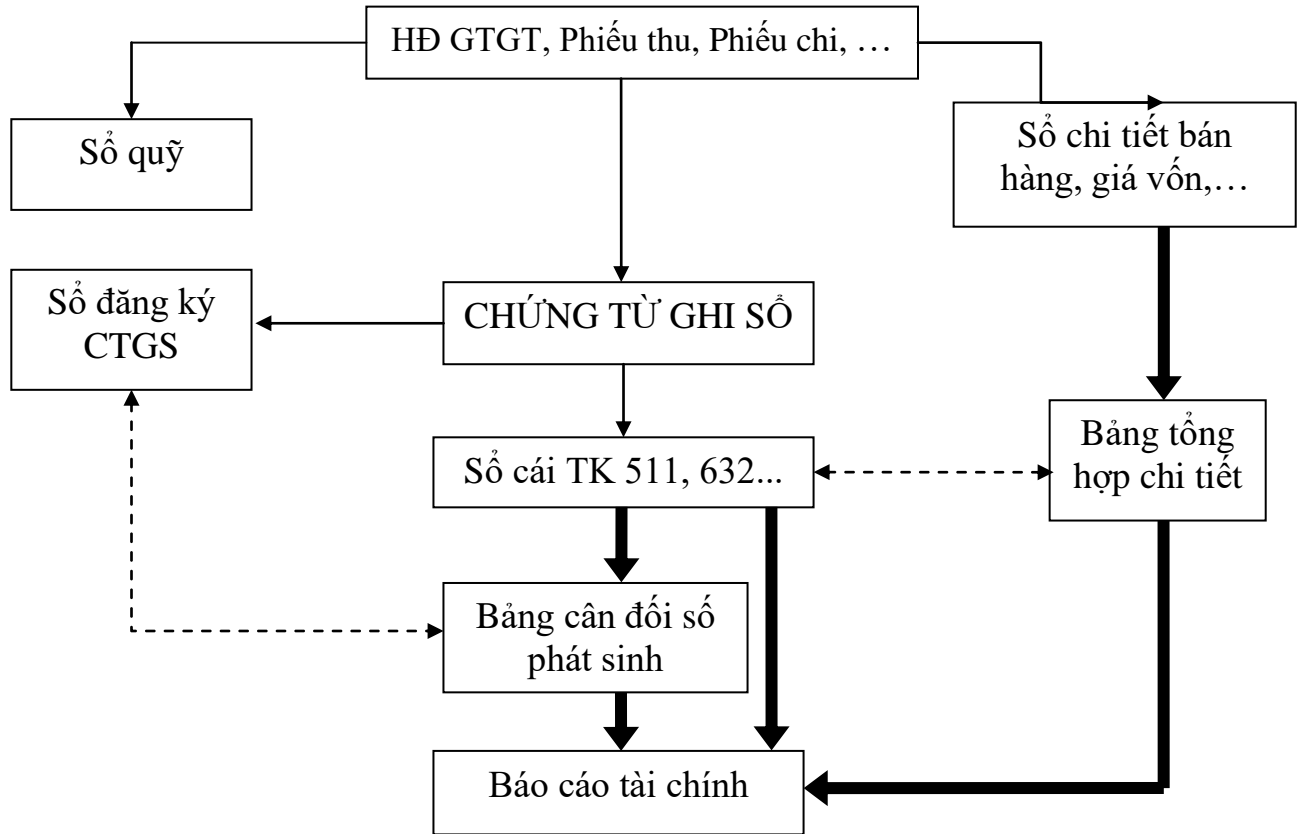 HĐ GTGT, Phiếu thu, Phiếu chi, …
Sổ quỹ
Sổ chi tiết bán
hàng, giá vốn,…
Sổ đăng ký
CTGS
CHỨNG TỪ GHI SỔ
Sổ cái TK 511, 632...
Bảng tổng
hợp chi tiết
Bảng cân đối số
phát sinh
Báo cáo tài chính